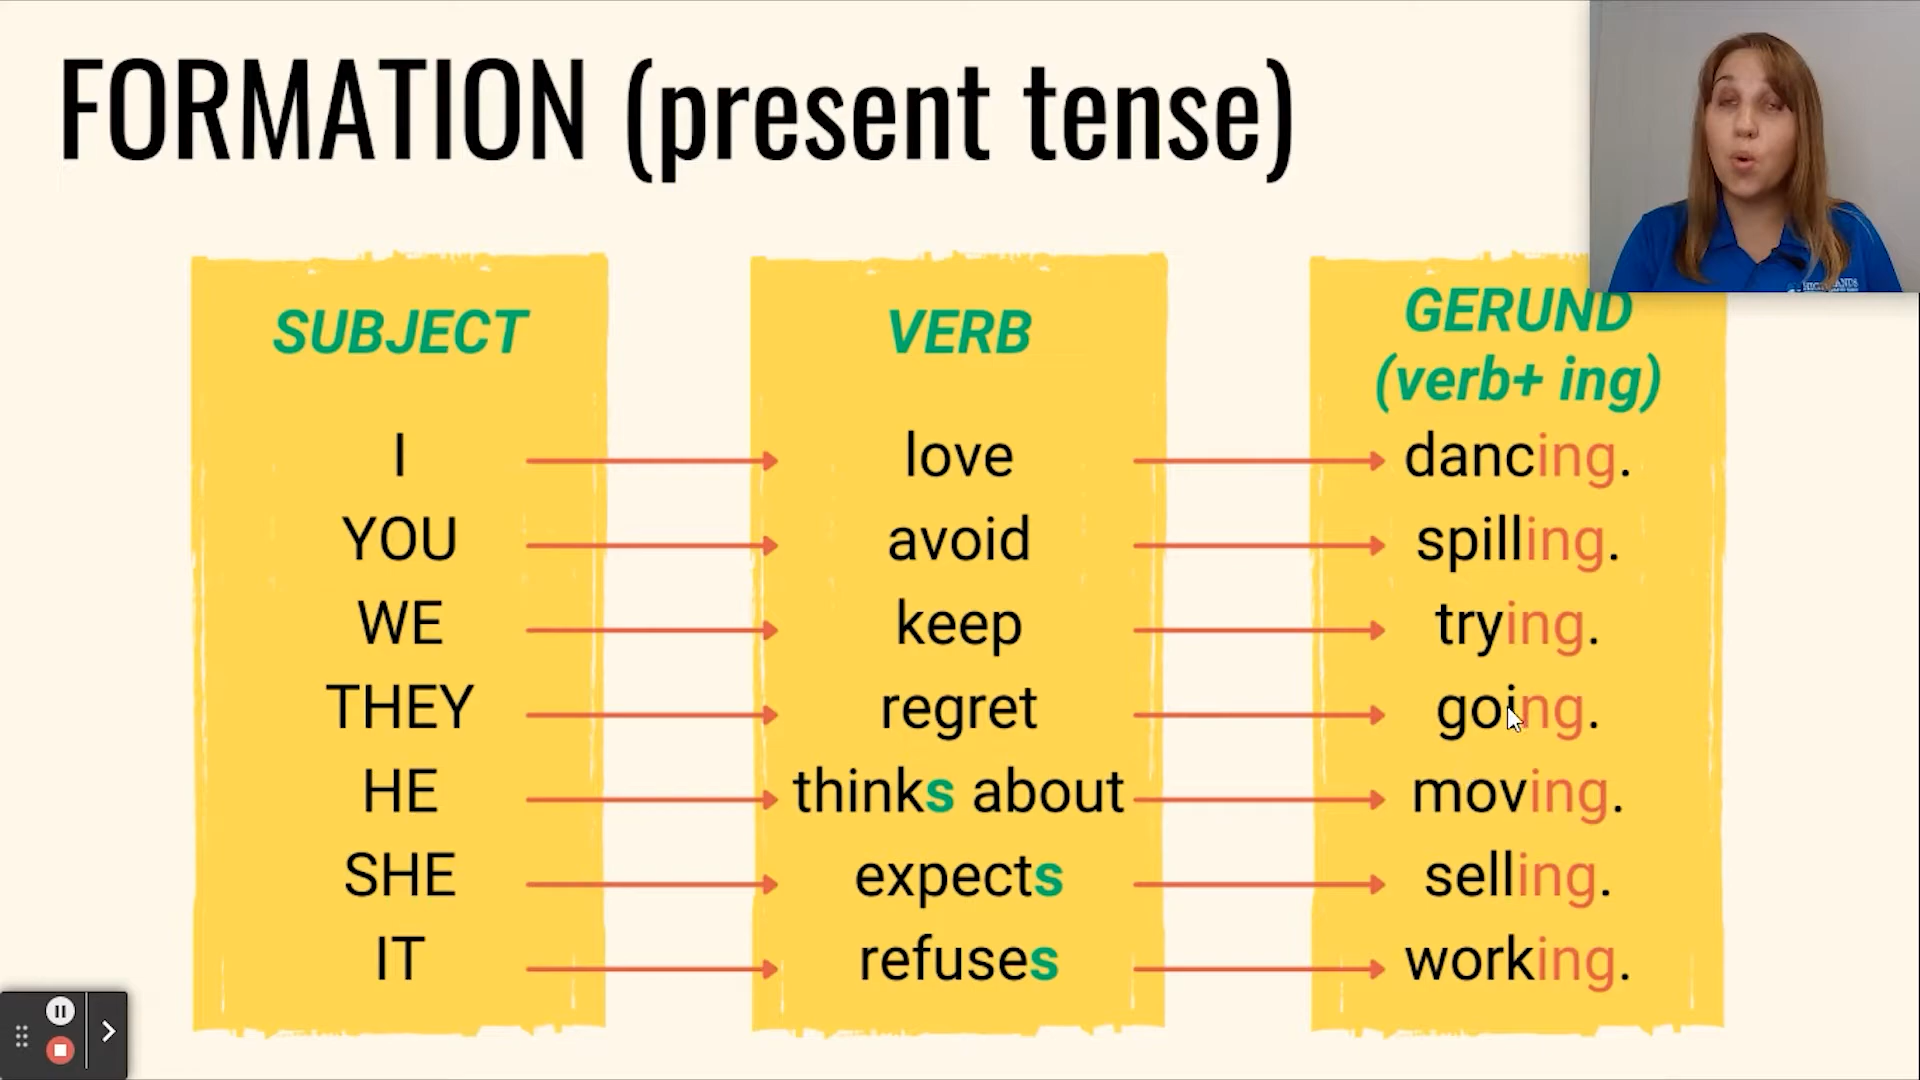 FORMATION (present tense)
SUBJECT VERB GERUND
(verb+ ing)
I love dancing.
YOU avoid spilling.
WE keep trying.
THEY regret going.
HE thinks about moving.
SHE expects selling.
IT refuses working.